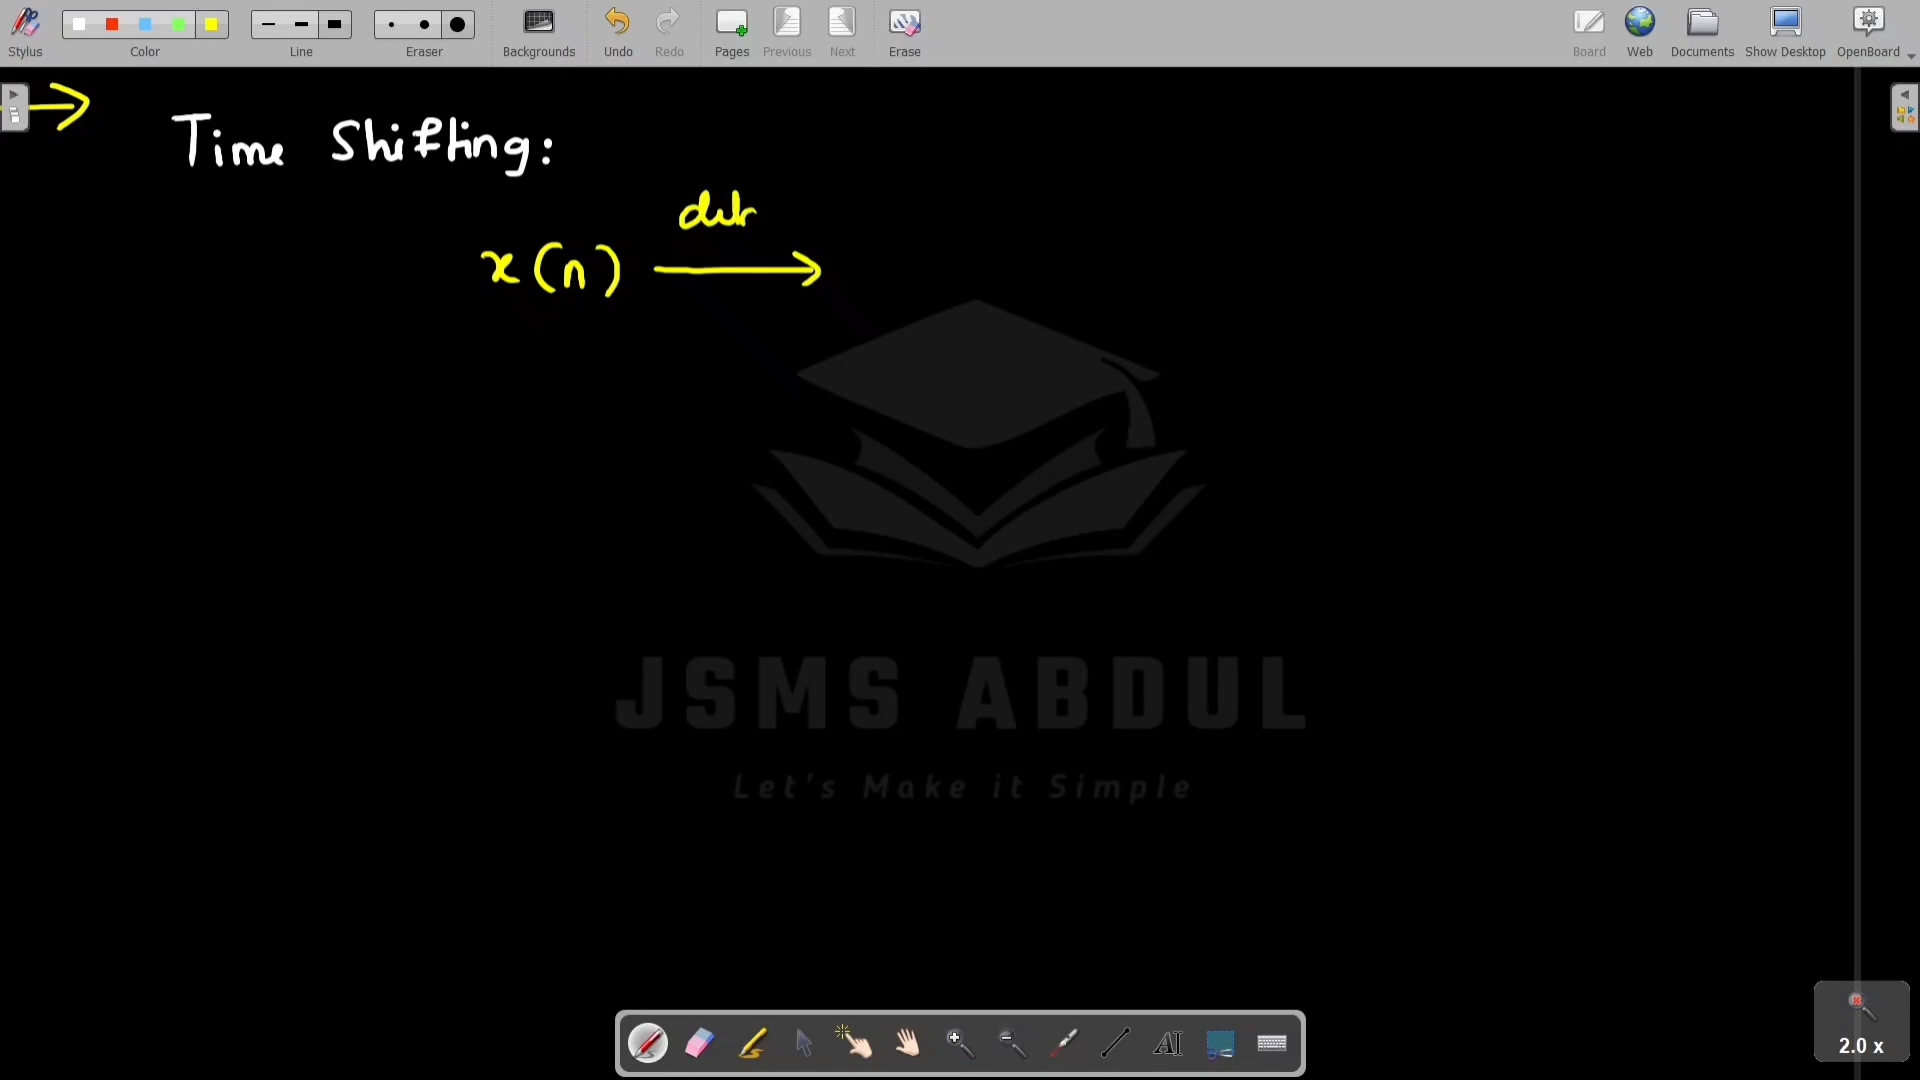 Stylus Color Line Eraser Backgrounds Undo Redo Pages Previous Next Erase Board Web Documents Show Desktop OpenBoard
Time Shifting:
x(n)
JSMS ABDUL
Let's Make it Simple
AI
2.0 x